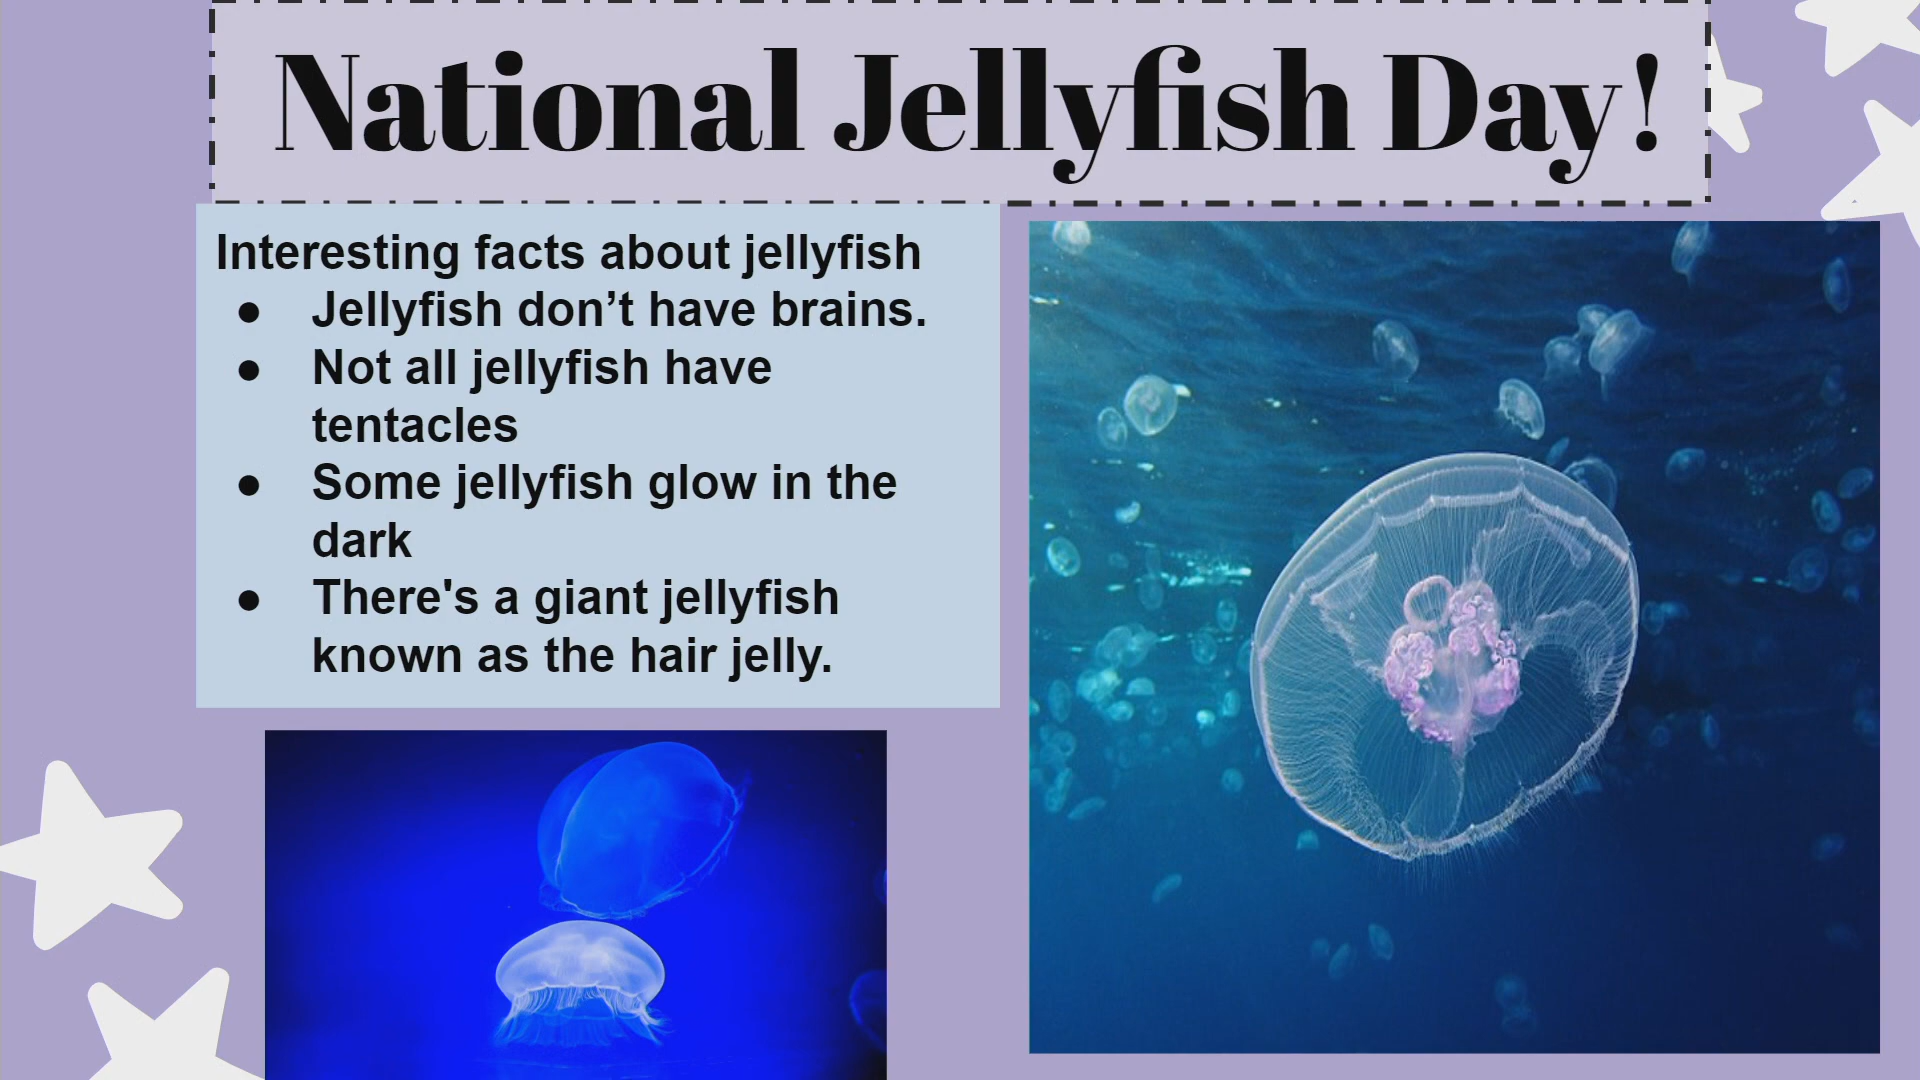 National Jellyfish Day!
Interesting facts about jellyfish
● Jellyfish don’t have brains.
● Not all jellyfish have
tentacles
● Some jellyfish glow in the
dark
● There's a giant jellyfish
known as the hair jelly.